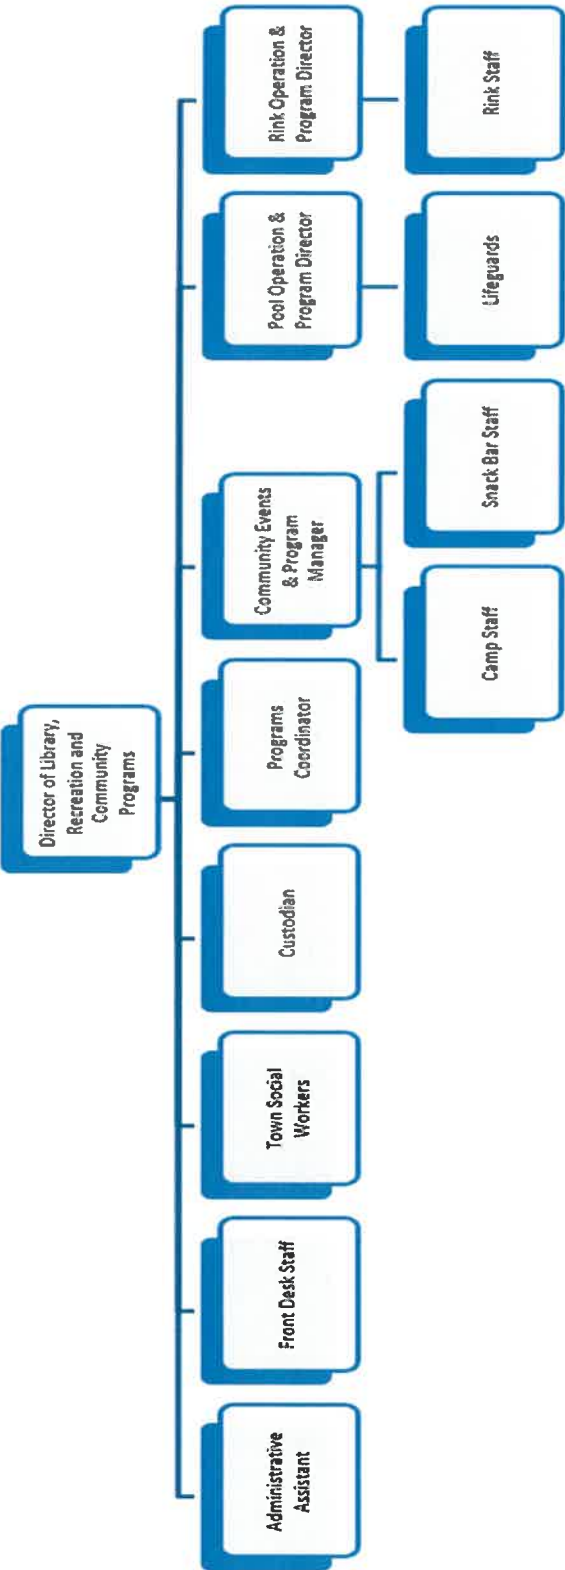 Director of Library,
Recreation and
Community
Programs
Administrative
Assistant
Front Desk Staff
Town Social
Workers
Custodian
Programs
Coordinator
Community Events
& Program
Manager
Pool Operation &
Program Director
Rink Operation &
Program Director
Camp Staff
Snack Bar Staff
Lifeguards
Rink Staff